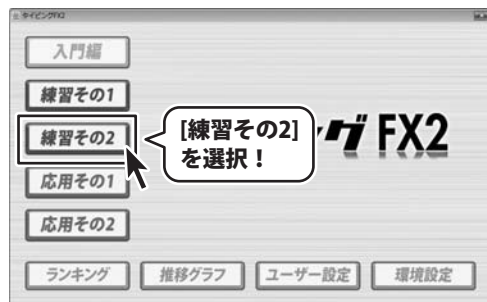 タイピングFX2
入門編
練習その1
練習その2
[練習その2]
を選択！
ング FX2
応用その1
応用その2
ランキング 推移グラフ ユーザー設定 環境設定